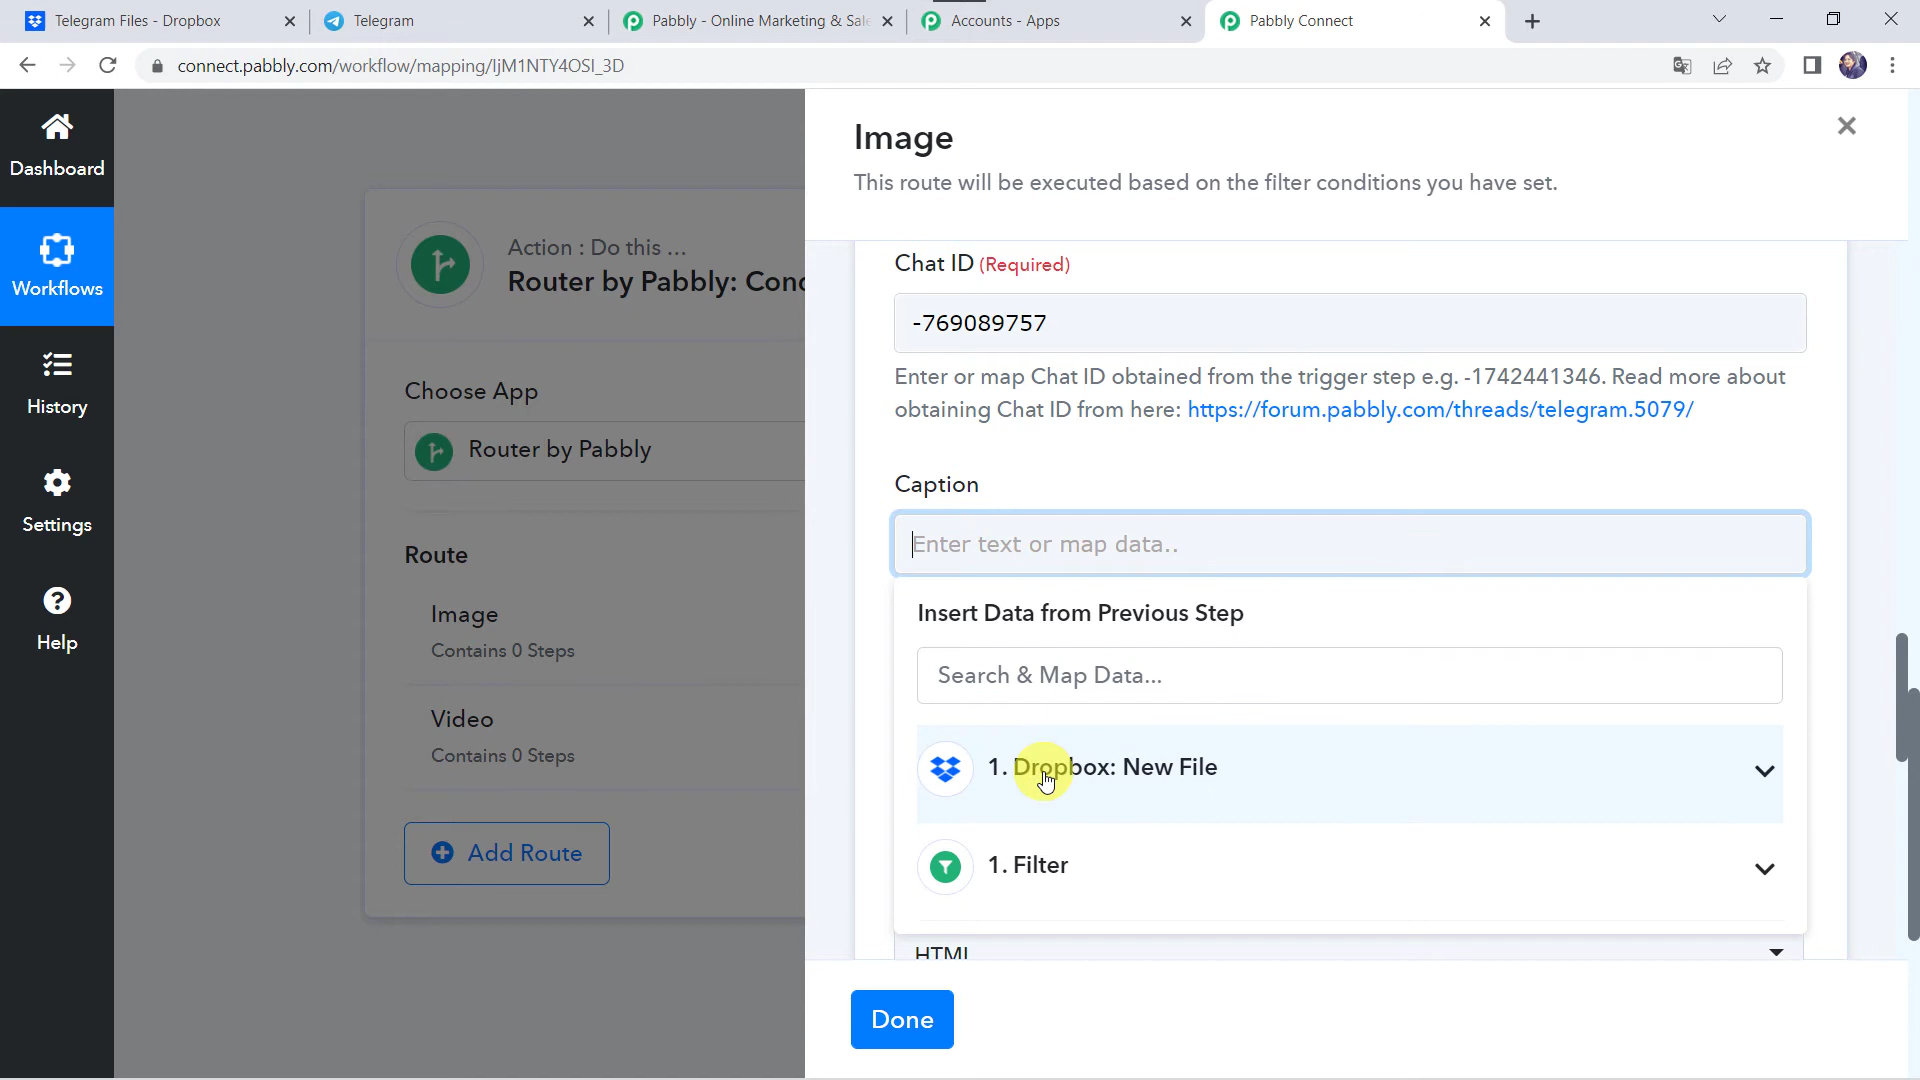 Telegram Files - Dropbox
Telegram
Pabbly - Online Marketing & Sale
Accounts - Apps
Pabbly Connect
connect.pabbly.com/workflow/mapping/IjM1NTY4OSI_3D
Dashboard
Workflows
History
Settings
Help
Action : Do this ...
Router by Pabbly: Conc
Choose App
Router by Pabbly
Route
Image
Contains 0 Steps
Video
Contains 0 Steps
Add Route
Image
This route will be executed based on the filter conditions you have set.
Chat ID (Required)
-769089757
Enter or map Chat ID obtained from the trigger step e.g. -1742441346. Read more about
obtaining Chat ID from here: https://forum.pabbly.com/threads/telegram.5079/
Caption
Enter text or map data..
Insert Data from Previous Step
Search & Map Data...
1. Dropbox: New File
1. Filter
HTML
Done